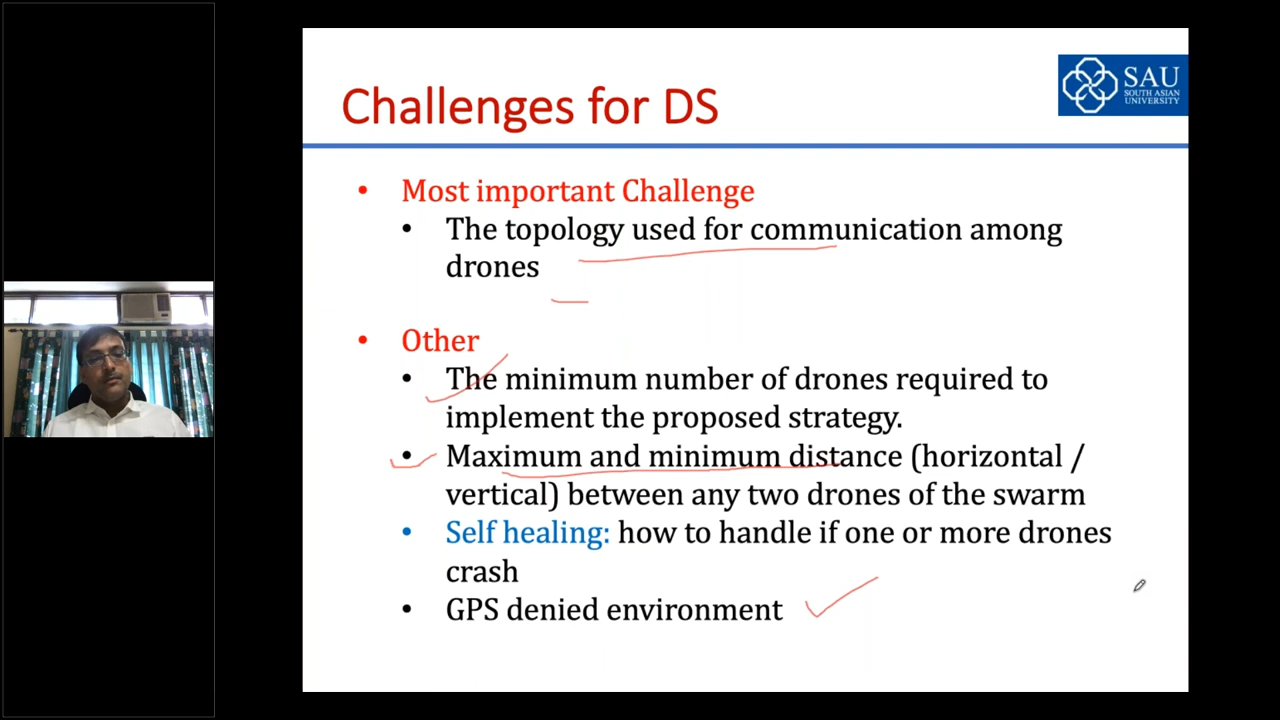 SAU
SOUTH ASIAN
UNIVERSITY
Challenges for DS
• Most important Challenge
• The topology used for communication among
drones
• Other
• The minimum number of drones required to
implement the proposed strategy.
• Maximum and minimum distance (horizontal /
vertical) between any two drones of the swarm
• Self healing: how to handle if one or more drones
crash
• GPS denied environment